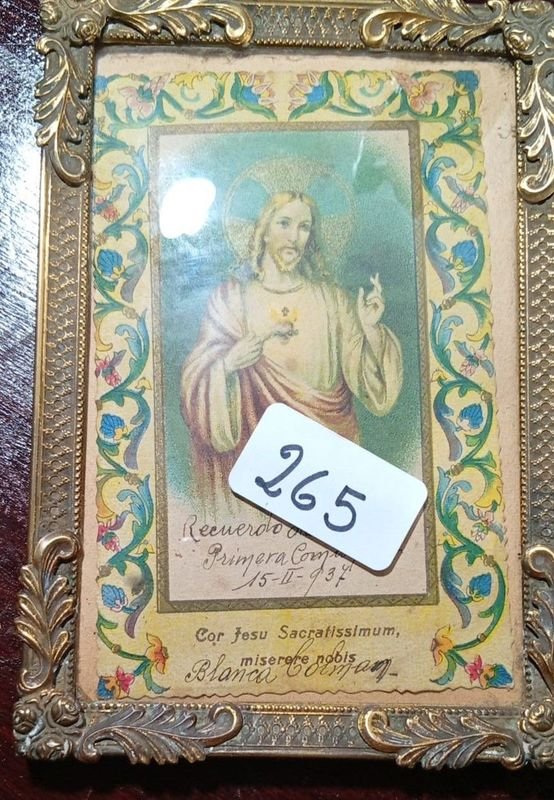 265
Recuerdo
Primera
15-II-937
Cor Jesu Sacratissimum,
miserere nobis
Blanca